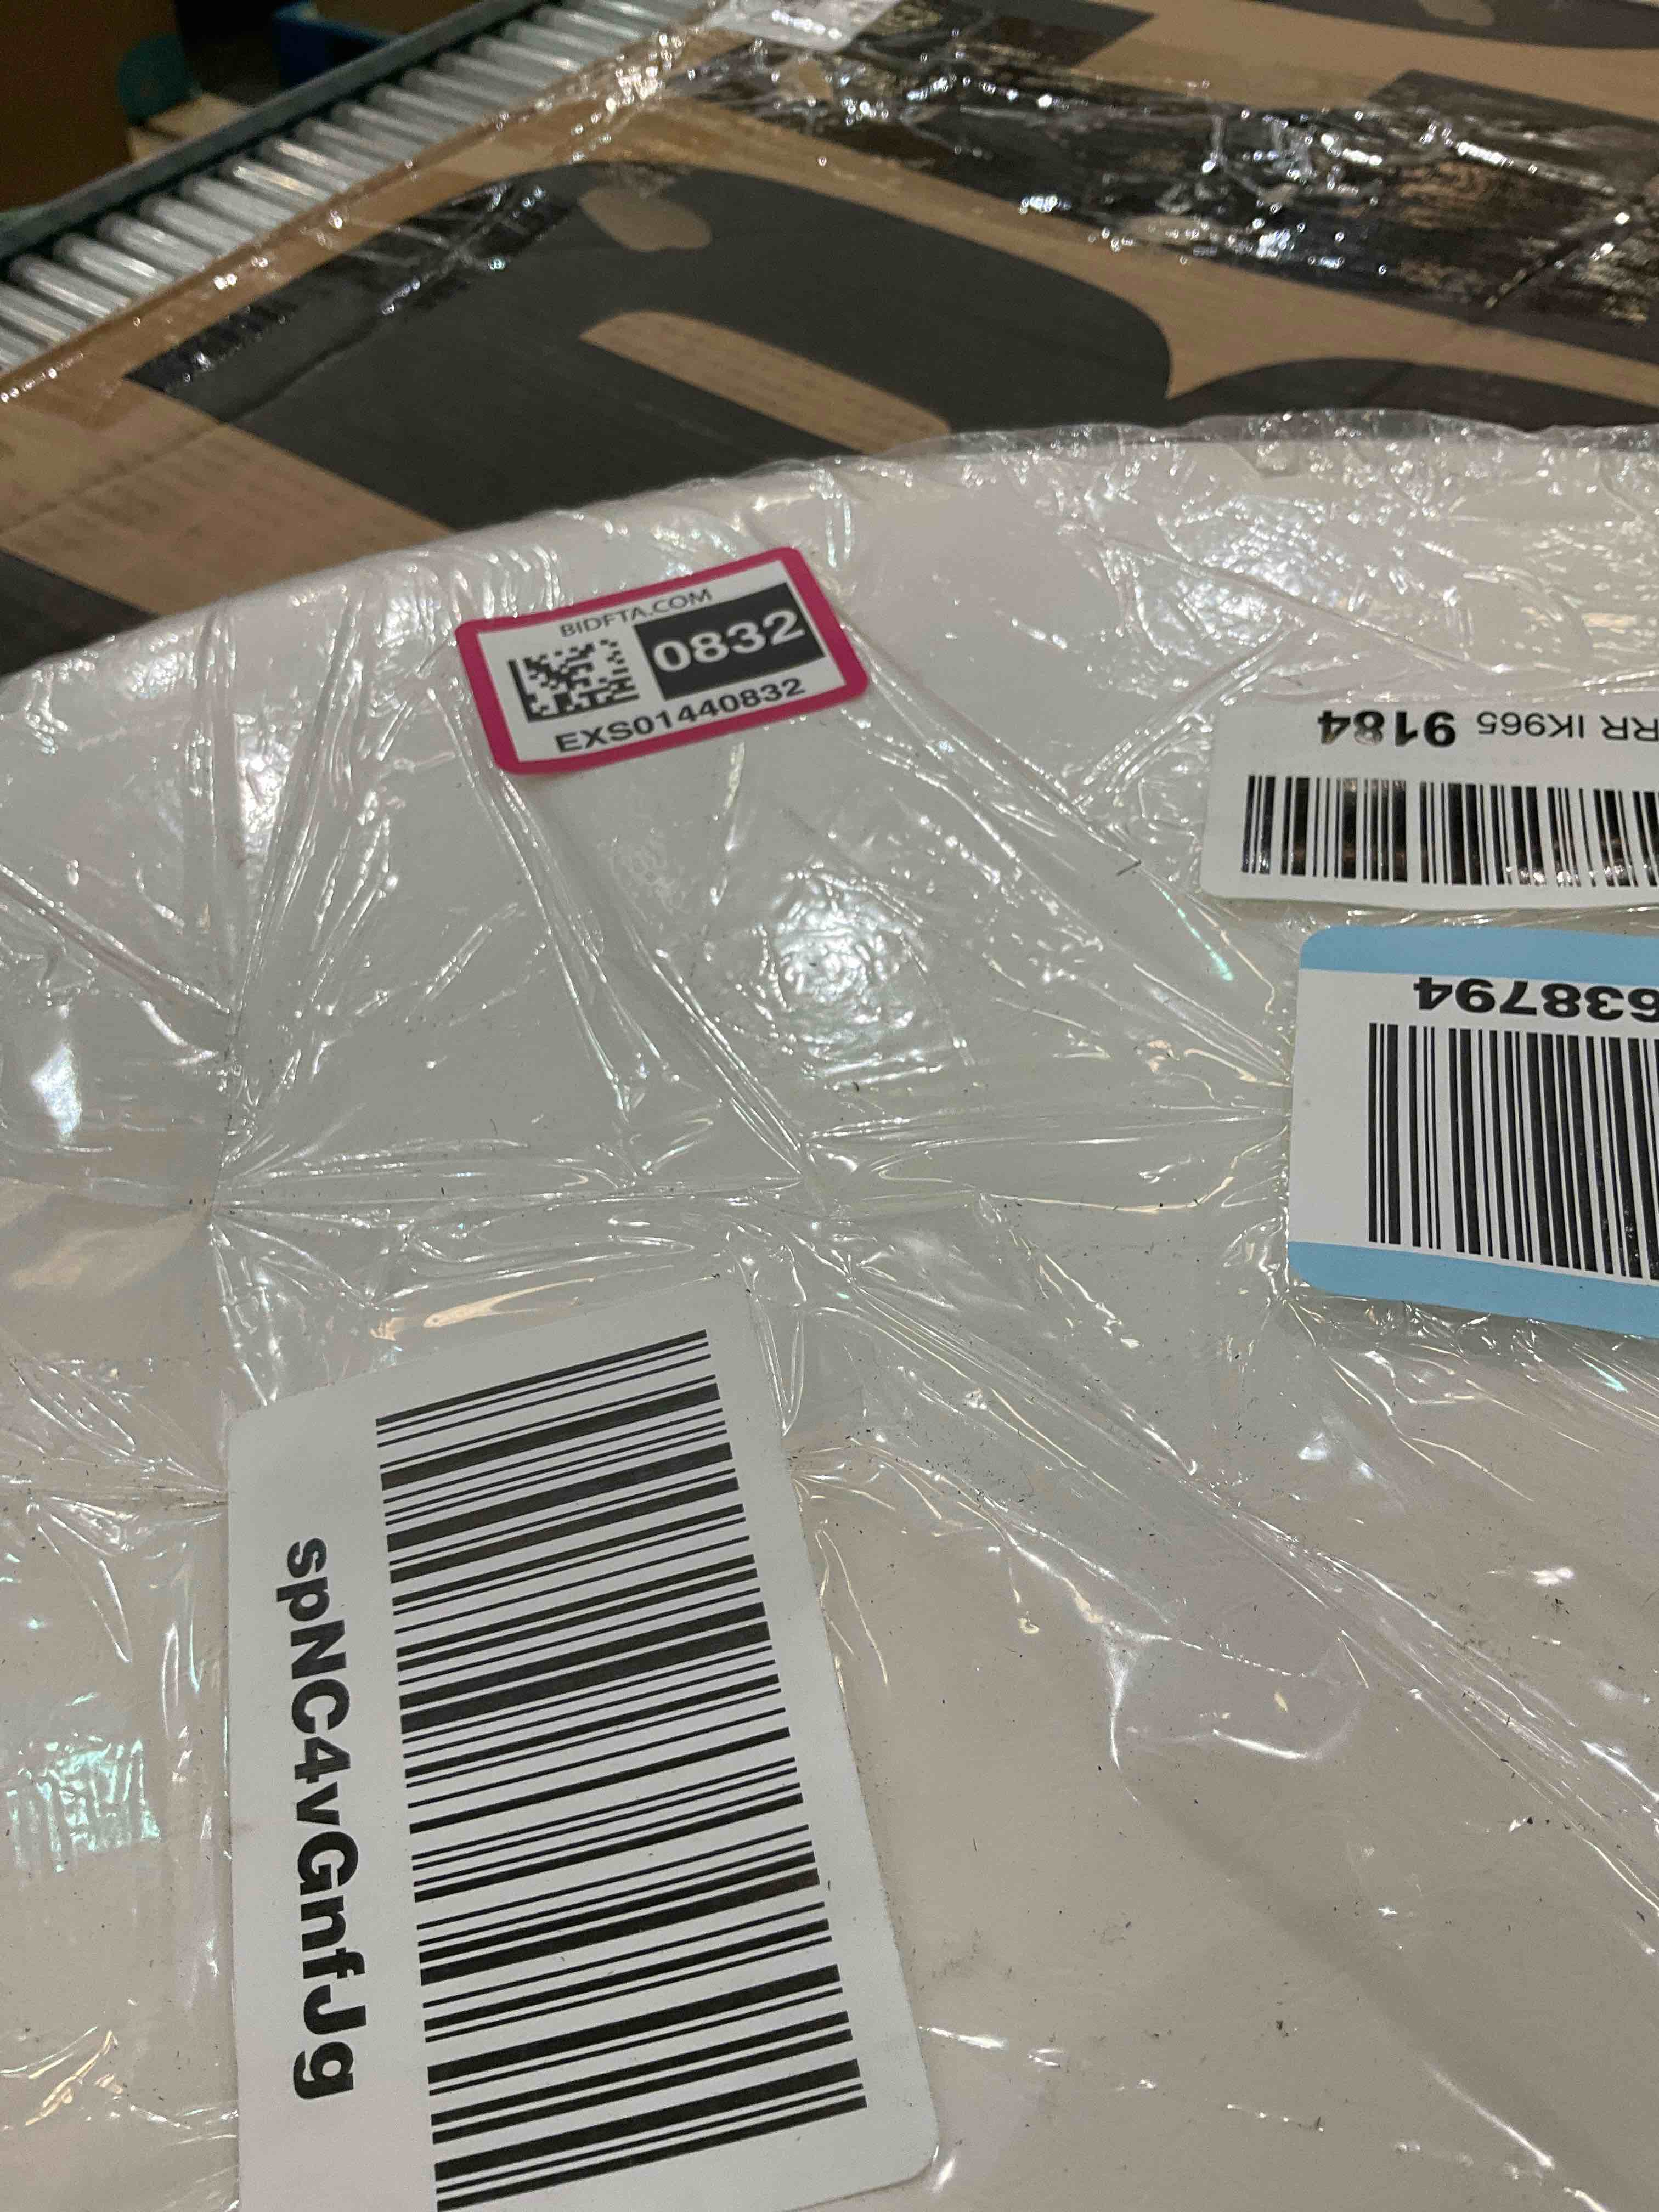 BIDFTA.COM
0832
EXS01440832
RR IK965 9184
638794
spNC4vGnfJg